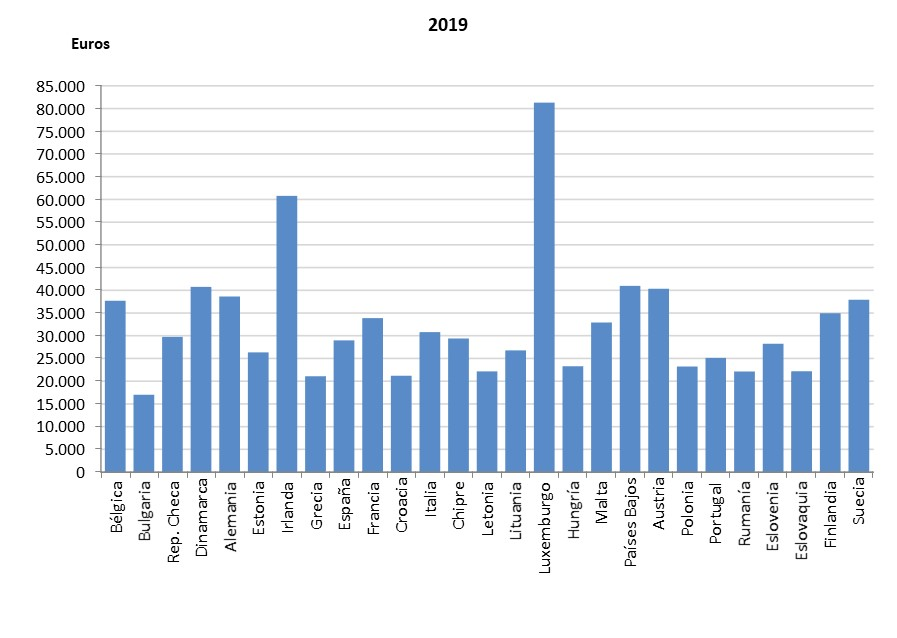 2019
Euros
85.000
80.000
75.000
70.000
65.000
60.000
55.000
50.000
45.000
40.000
35.000
30.000
25.000
20.000
15.000
10.000
5.000
0
Bélgica
Bulgaria
Rep. Checa
Dinamarca
Alemania
Estonia
Irlanda
Grecia
España
Francia
Croacia
Italia
Chipre
Letonia
Lituania
Luxemburgo
Hungría
Malta
Países Bajos
Austria
Polonia
Portugal
Rumanía
Eslovenia
Eslovaquia
Finlandia
Suecia